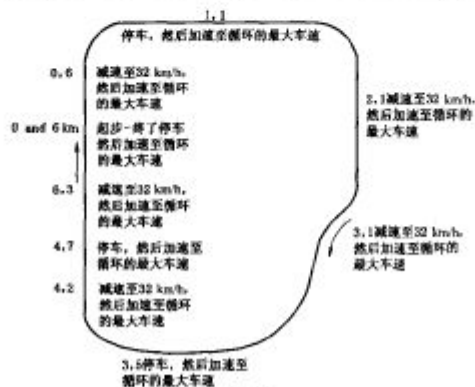 1.1
停车，然后加速至循环的最大车速
0.6
减速至32 km/h，
然后加速至循环
的最大车速
0 and 6 km
起步-终了停车
然后加速至循环
的最大车速
6.3
减速至32 km/h，
然后加速至循环
的最大车速
4.7
停车，然后加速至
循环的最大车速
4.2
减速至32 km/h，
然后加速至循环
的最大车速
2.1减速至32 km/h，
然后加速至循环的
最大车速
3.1减速至32 km/h，
然后加速至循环的
最大车速
3.5停车，然后加速至
循环的最大车速